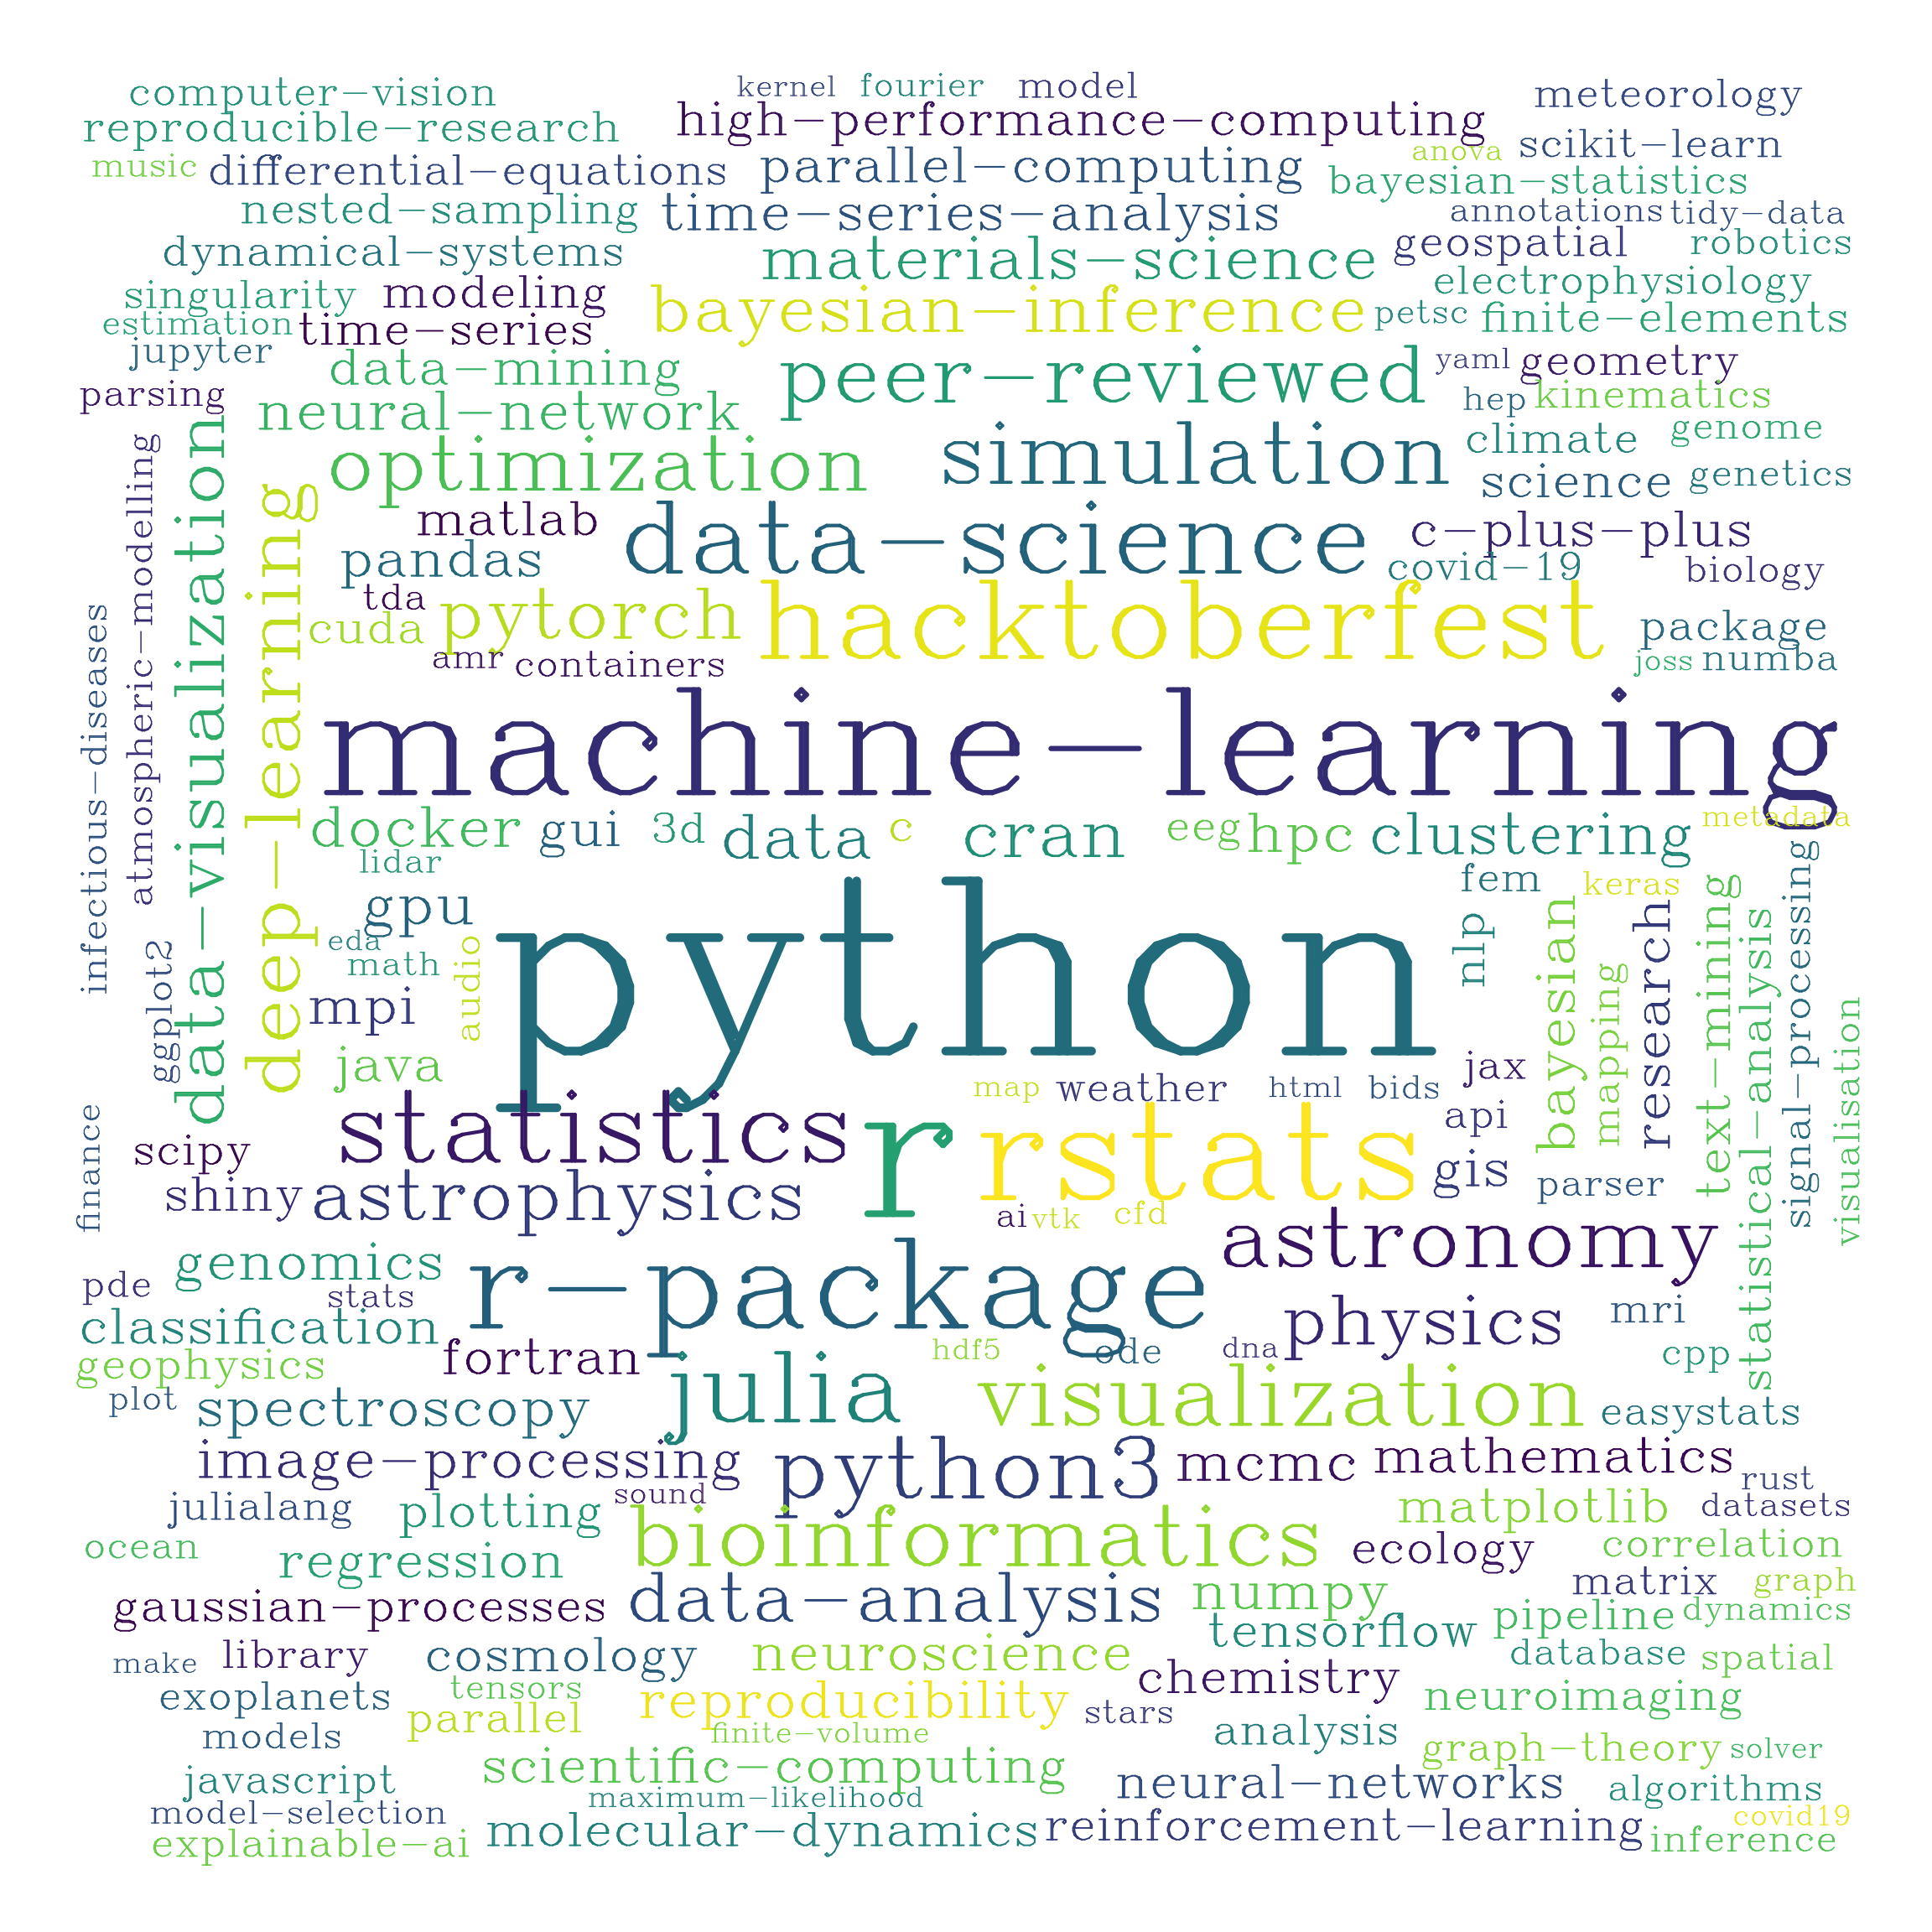 computer-vision kernel fourier model meteorology
reproducible-research high-performance-computing scikit-learn
music differential-equations parallel-computing anova bayesian-statistics
nested-sampling time-series-analysis annotations tidy-data
dynamical-systems materials-science geospatial robotics
singularity modeling bayesian-inference electrophysiology
estimation time-series petsc finite-elements
jupyter data-mining peer-reviewed yaml geometry
parsing neural-network hep kinematics
optimization simulation climate genome
science genetics
matlab data-science c-plus-plus
pandas covid-19 biology
tda pytorch hacktoberfest package
cuda amr containers joss numba
infectious-diseases
atmospheric-modelling
data-visualization
deep-learning
machine-learning
docker gui 3d data c cran eeg hpc clustering metadata
lidar fem keras
gpu python
eda
math
audio
mpi
java
ggplot2
nlp
bayesian
mapping
research
text-mining
statistical-analysis
signal-processing
visualisation
map weather html bids jax
statistics r rstats api
finance
scipy gis parser
shiny astrophysics ai vtk cfd
astronomy
genomics r-package
pde stats physics mri
classification
geophysics fortran hdf5 ode dna cpp
plot spectroscopy julia visualization easystats
image-processing python3 mcmc mathematics rust
julialang plotting sound matplotlib datasets
ocean regression bioinformatics ecology correlation
gaussian-processes data-analysis numpy matrix graph
tensorflow pipeline dynamics
make library cosmology neuroscience database spatial
exoplanets tensors reproducibility chemistry neuroimaging
models parallel finite-volume stars analysis graph-theory solver
javascript scientific-computing neural-networks algorithms
model-selection maximum-likelihood covid19
explainable-ai molecular-dynamics reinforcement-learning inference